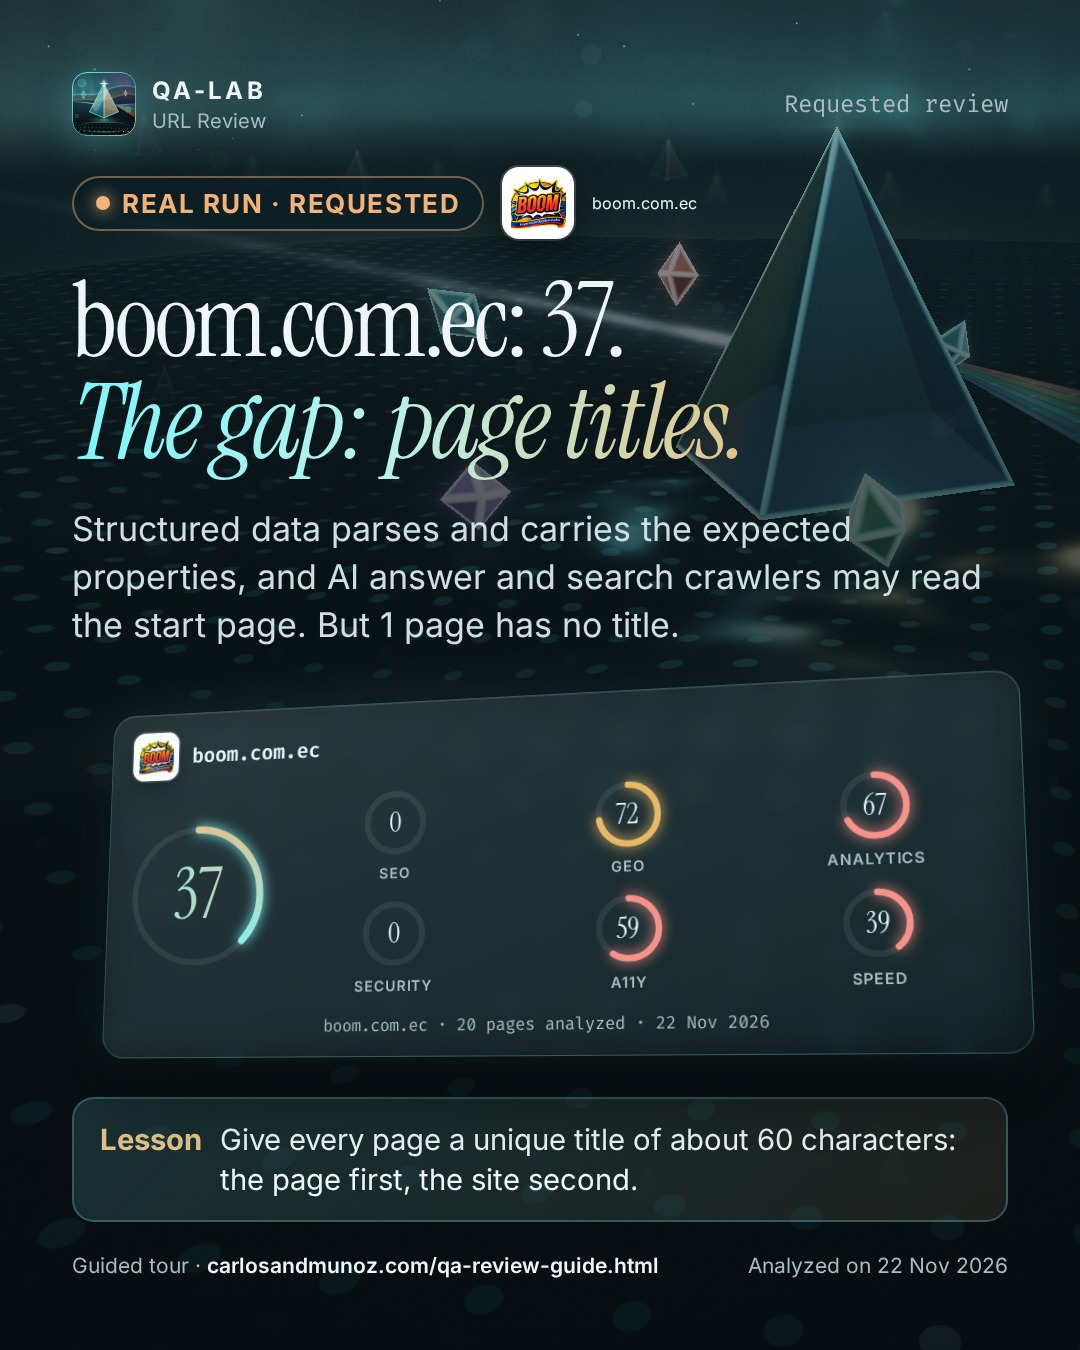 QA-LAB
URL Review
Requested review
REAL RUN · REQUESTED
BOOM
boom.com.ec
boom.com.ec: 37.
The gap: page titles.
Structured data parses and carries the expected
properties, and AI answer and search crawlers may read
the start page. But 1 page has no title.
BOOM
boom.com.ec
37
0
SEO
72
GEO
67
ANALYTICS
0
SECURITY
59
A11Y
39
SPEED
boom.com.ec · 20 pages analyzed · 22 Nov 2026
Lesson Give every page a unique title of about 60 characters:
the page first, the site second.
Guided tour · carlosandmunoz.com/qa-review-guide.html
Analyzed on 22 Nov 2026